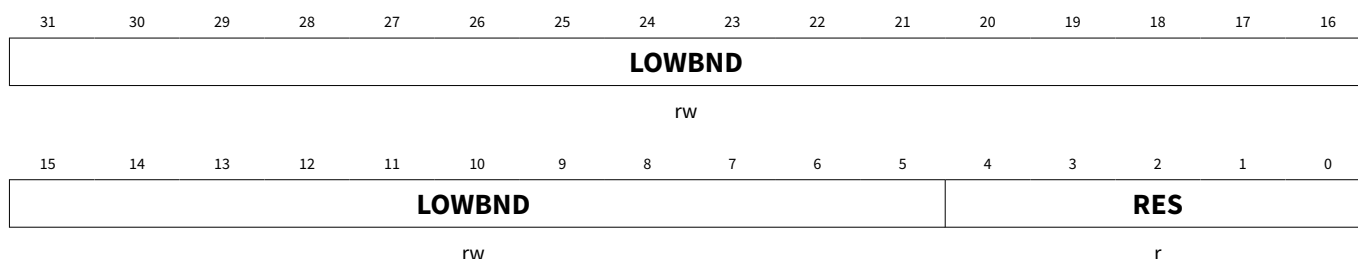 31 30 29 28 27 26 25 24 23 22 21 20 19 18 17 16
LOWBND
rw
15 14 13 12 11 10 9 8 7 6 5 4 3 2 1 0
LOWBND RES
rw r